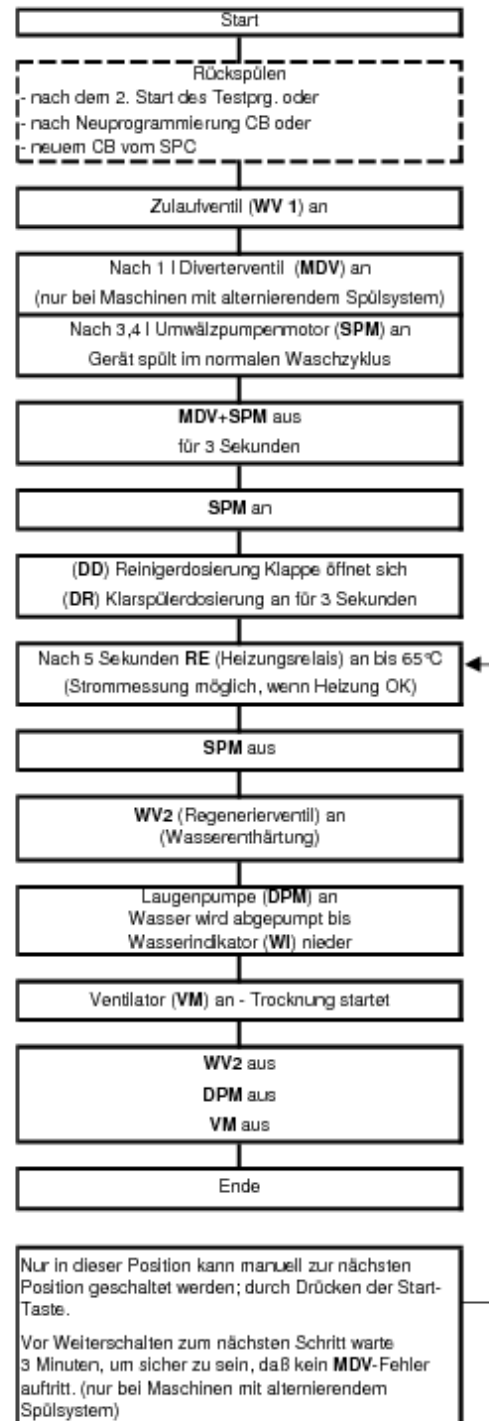 Start
Rückspülen
- nach dem 2. Start des Testprg. oder
- nach Neuprogrammierung CB oder
- neuem CB vom SPC
Zulaufventil (WV 1) an
Nach 1 l Diverterventil (MDV) an
(nur bei Maschinen mit alternierendem Spülsystem)
Nach 3,4 l Umwälzpumpenmotor (SPM) an
Gerät spült im normalen Waschzyklus
MDV+SPM aus
für 3 Sekunden
SPM an
(DD) Reinigerdosierung Klappe öffnet sich
(DR) Klarspülerdosierung an für 3 Sekunden
Nach 5 Sekunden RE (Heizungsrelais) an bis 65°C
(Strommessung möglich, wenn Heizung OK)
SPM aus
WV2 (Regenerierventil) an
(Wasserenthärtung)
Laugenpumpe (DPM) an
Wasser wird abgepumpt bis
Wasserindikator (WI) nieder
Ventilator (VM) an - Trocknung startet
WV2 aus
DPM aus
VM aus
Ende
Nur in dieser Position kann manuell zur nächsten
Position geschaltet werden; durch Drücken der Start-
Taste.
Vor Weiterschalten zum nächsten Schritt warte
3 Minuten, um sicher zu sein, daß kein MDV-Fehler
auftritt. (nur bei Maschinen mit alternierendem
Spülsystem)